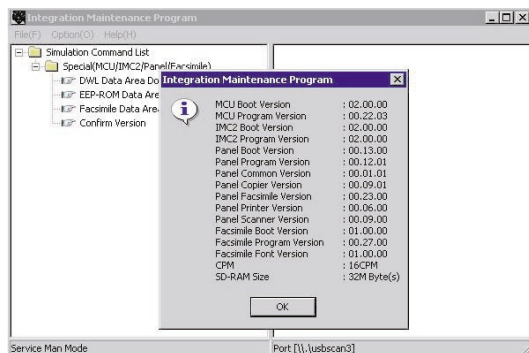 Integration Maintenance Program
File(F) Option(O) Help(H)
Simulation Command List
Special(MCU/IMC2/Panel/Facsimile)
DWL Data Area Do
EEP-ROM Data Are
Facsimile Data Area
Confirm Version
Integration Maintenance Program
MCU Boot Version : 02.00.00
MCU Program Version : 00.22.03
IMC2 Boot Version : 02.00.00
IMC2 Program Version : 02.00.00
Panel Boot Version : 00.13.00
Panel Program Version : 00.12.01
Panel Common Version : 00.01.01
Panel Copier Version : 00.09.01
Panel Facsimile Version : 00.23.00
Panel Printer Version : 00.06.00
Panel Scanner Version : 00.09.00
Facsimile Boot Version : 01.00.00
Facsimile Program Version : 00.27.00
Facsimile Font Version : 01.00.00
CPM : 16CPM
SD-RAM Size : 32M Byte(s)
OK
Service Man Mode
Port [\\.\usbscan3]